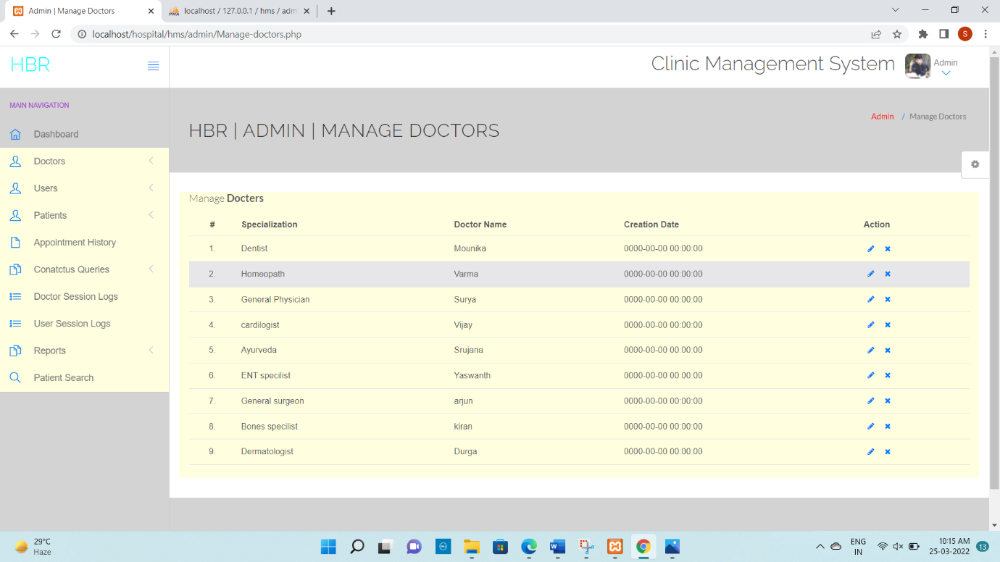 Admin | Manage Doctors
localhost / 127.0.0.1 / hms / adm
localhost/hospital/hms/admin/Manage-doctors.php
S
HBR
Clinic Management System
Admin
MAIN NAVIGATION
Dashboard
Doctors
Users
Patients
Appointment History
Conatctus Queries
Doctor Session Logs
User Session Logs
Reports
Patient Search
HBR | ADMIN | MANAGE DOCTORS
Admin / Manage Doctors
Manage Docters
# Specialization Doctor Name Creation Date Action
1. Dentist Mounika 0000-00-00 00:00:00
2. Homeopath Varma 0000-00-00 00:00:00
3. General Physician Surya 0000-00-00 00:00:00
4. cardilogist Vijay 0000-00-00 00:00:00
5. Ayurveda Srujana 0000-00-00 00:00:00
6. ENT specilist Yaswanth 0000-00-00 00:00:00
7. General surgeon arjun 0000-00-00 00:00:00
8. Bones specilist kiran 0000-00-00 00:00:00
9. Dermatologist Durga 0000-00-00 00:00:00
29°C
Haze
ENG
IN
10:15 AM
25-03-2022
13